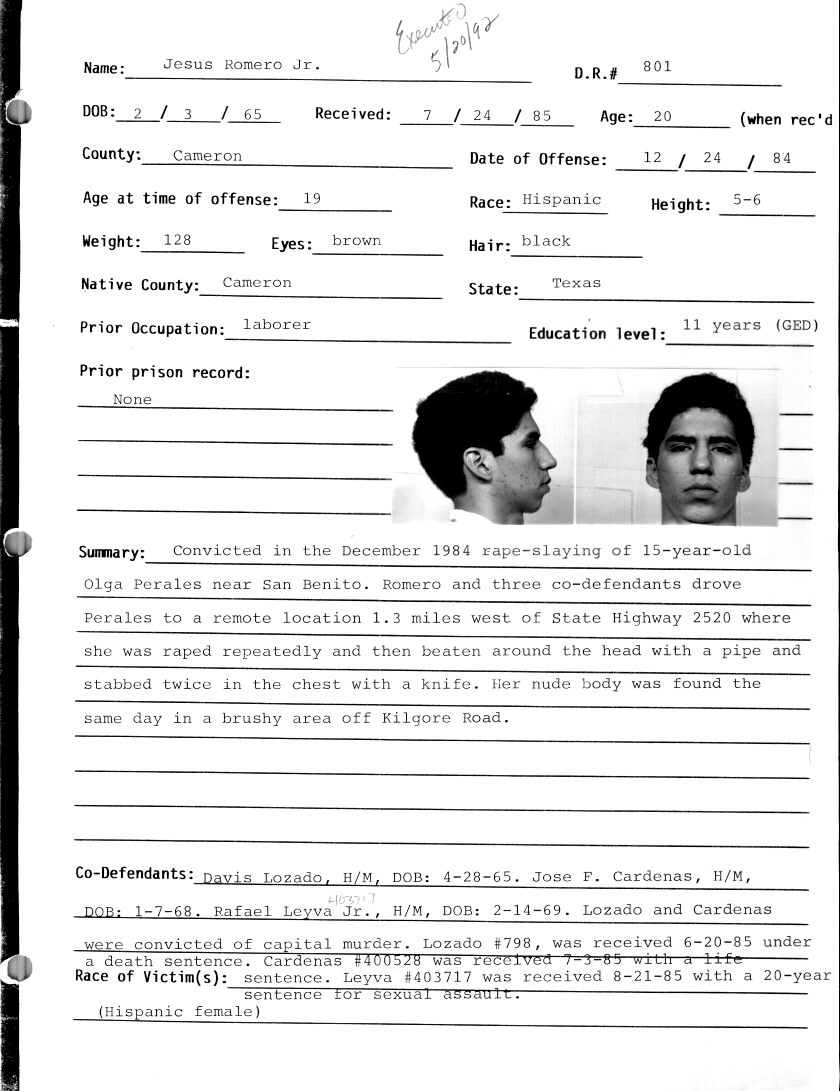 Executed
5/20/92
Name: Jesus Romero Jr. D.R.# 801
DOB: 2 / 3 / 65 Received: 7 / 24 / 85 Age: 20 (when rec'd
County: Cameron Date of Offense: 12 / 24 / 84
Age at time of offense: 19 Race: Hispanic Height: 5-6
Weight: 128 Eyes: brown Hair: black
Native County: Cameron State: Texas
Prior Occupation: laborer Education level: 11 years (GED)
Prior prison record:
None
Summary: Convicted in the December 1984 rape-slaying of 15-year-old
Olga Perales near San Benito. Romero and three co-defendants drove
Perales to a remote location 1.3 miles west of State Highway 2520 where
she was raped repeatedly and then beaten around the head with a pipe and
stabbed twice in the chest with a knife. Her nude body was found the
same day in a brushy area off Kilgore Road.
Co-Defendants: Davis Lozado, H/M, DOB: 4-28-65. Jose F. Cardenas, H/M,
403717
DOB: 1-7-68. Rafael Leyva Jr., H/M, DOB: 2-14-69. Lozado and Cardenas
were convicted of capital murder. Lozado #798, was received 6-20-85 under
a death sentence. Cardenas #400528 was received 7-3-85 with a life
Race of Victim(s): sentence. Leyva #403717 was received 8-21-85 with a 20-year
sentence for sexual assault.
(Hispanic female)